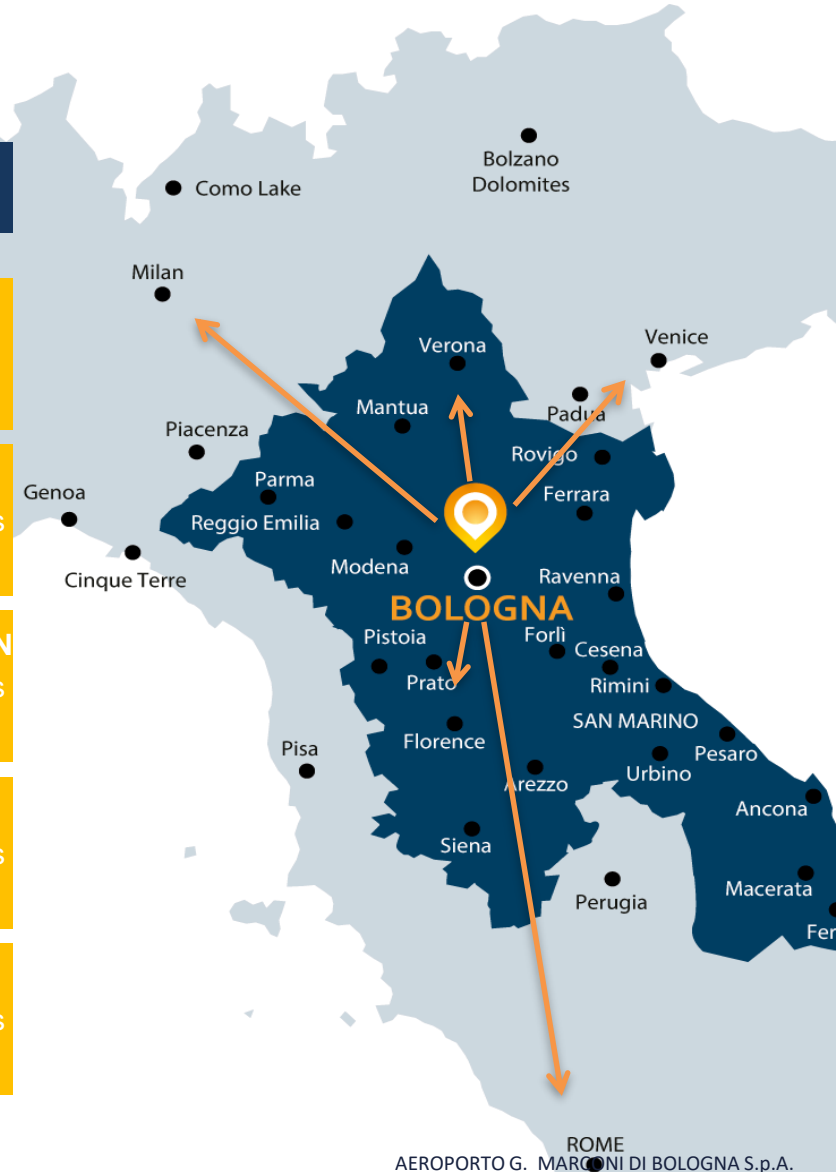 Bolzano
Dolomites
Como Lake
Milan
Venice
Verona
Padua
Mantua
Piacenza
Rovigo
Parma
Genoa
Ferrara
Reggio Emilia
Modena
Cinque Terre
Ravenna
BOLOGNA
Forlì
Pistoia
Cesena
Prato
Rimini
SAN MARINO
Florence
Pisa
Pesaro
Urbino
Arezzo
Ancona
Siena
Macerata
Perugia
Fer
ROME
AEROPORTO G. MARCONI DI BOLOGNA S.p.A.
s
N
s
s
s